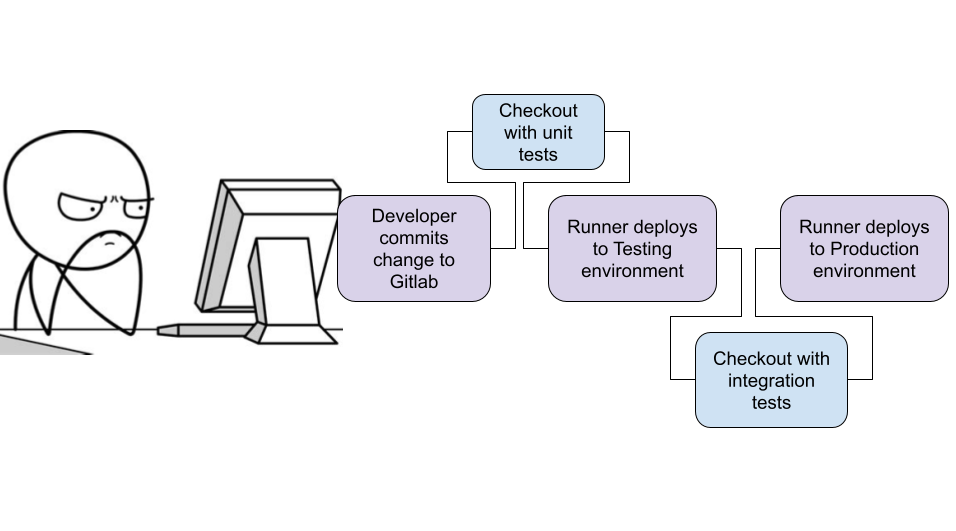 Checkout
with unit
tests
Developer
commits
change to
Gitlab
Runner deploys
to Testing
environment
Runner deploys
to Production
environment
Checkout with
integration
tests